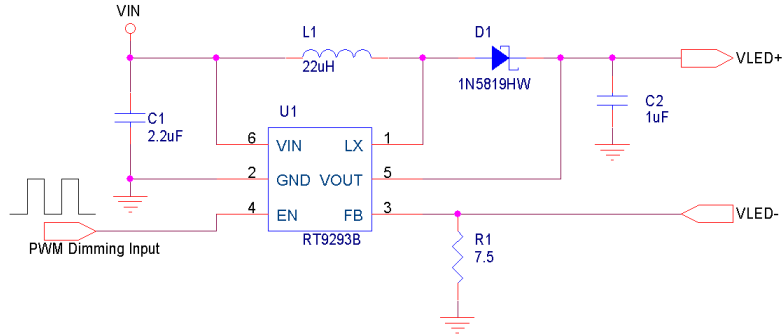 VIN
L1
22uH
D1
1N5819HW
VLED+
C1
2.2uF
C2
1uF
U1
6 VIN LX 1
2 GND VOUT 5
4 EN FB 3
RT9293B
PWM Dimming Input
VLED-
R1
7.5